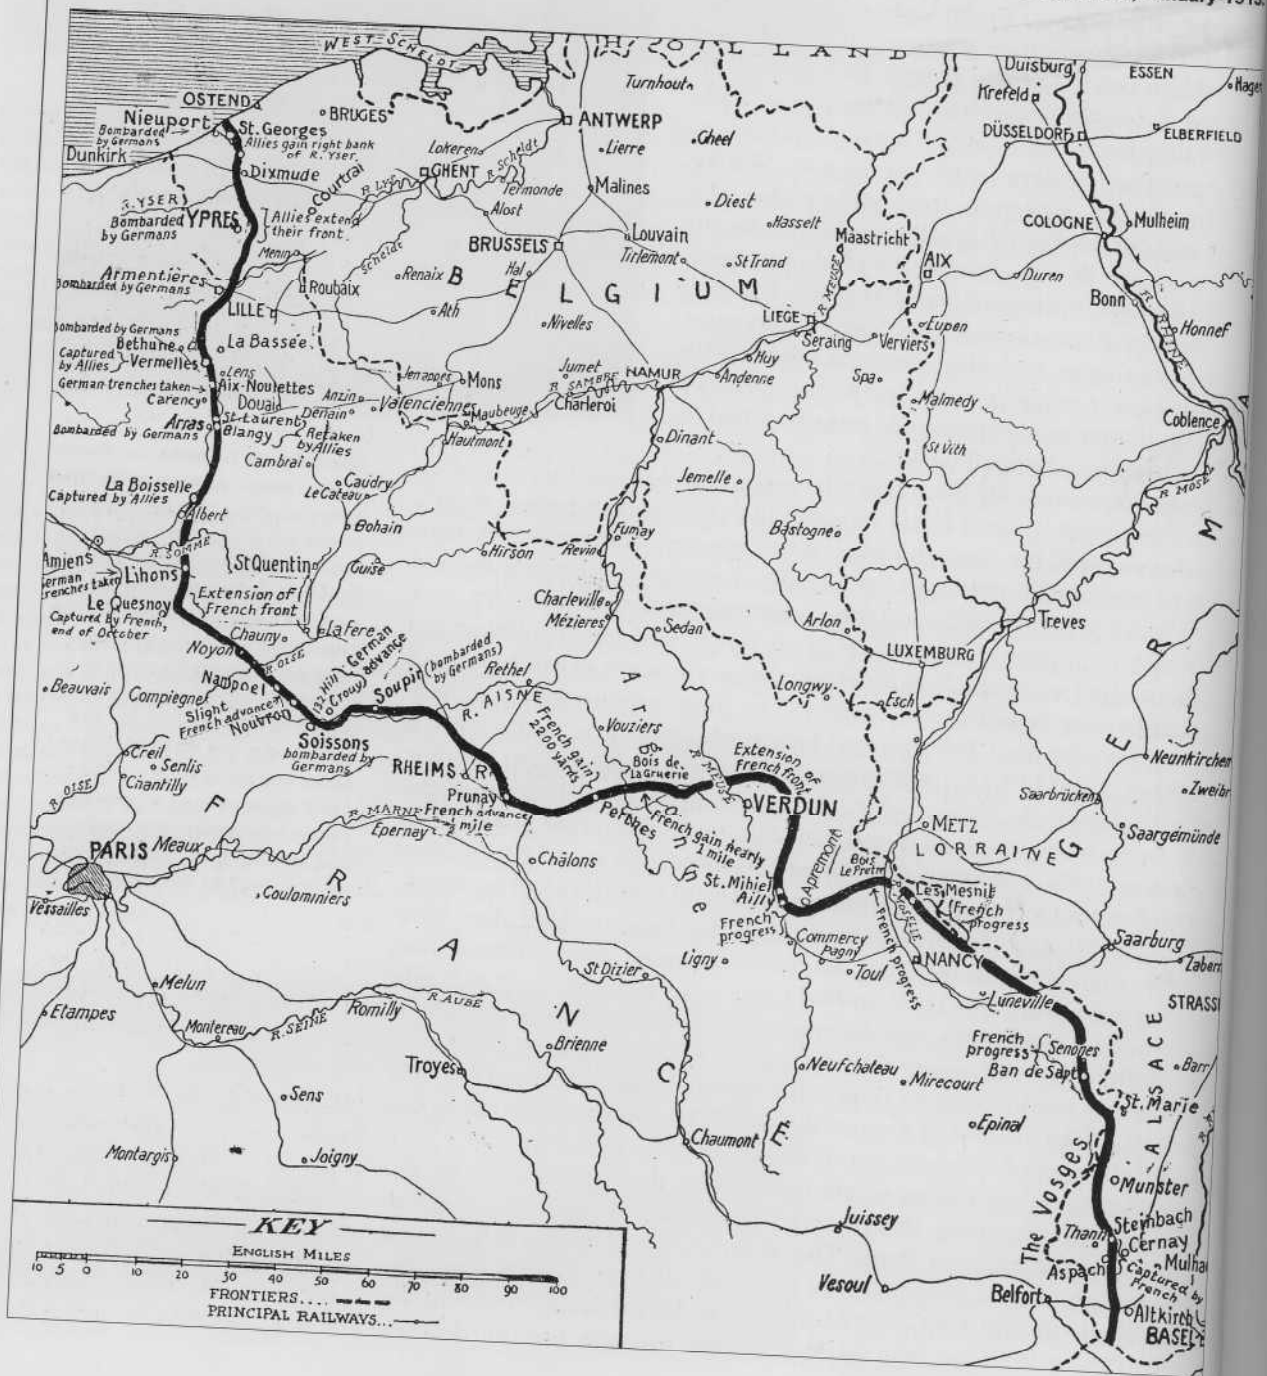 WEST-SCHELDT
HOLLAND
Duisburg
ESSEN
Hagen
Krefeld
Turnhout
OSTEND
BRUGES
ANTWERP
DÜSSELDORF
ELBERFIELD
Nieuport
Bombarded
by Germans
St. Georges
Allies gain right bank
of R. Yser.
Lokeren
Lierre
Gheel
Dunkirk
Dixmude
Courtrai
R. LYS
GHENT
R. Scheldt
Termonde
Malines
R. YSER
Bombarded
by Germans
YPRES
Allies extend
their front.
Alost
Diest
Hasselt
COLOGNE
Mulheim
BRUSSELS
Louvain
Maastricht
Menin
Scheldt
Tirlemont
St Trond
AIX
Duren
Armentières
Bombarded by Germans
Roubaix
Renaix
Hal
BELGIUM
R. MEUSE
Bonn
R. RHINE
Honnef
LILLE
Ath
Nivelles
LIEGE
Seraing
Eupen
Verviers
Bombarded by Germans
Bethune
La Bassée
Captured
by Allies
Vermelles
Lens
German trenches taken
Aix-Noulettes
Carency
Douai
Anzin
Denain
Valenciennes
Jemappes
Mons
Jumet
R. SAMBRE
NAMUR
Huy
Andenne
Spa
Malmedy
Charleroi
Maubeuge
Hautmont
Coblence
Arras
Bombarded by Germans
St-Laurent
Blangy
Retaken
by Allies
Cambrai
Dinant
St Vith
La Boisselle
Captured by Allies
Caudry
Le Cateau
Jemelle
R. MOSE
Albert
Bohain
Fumay
Bastogne
Amiens
R. SOMME
St Quentin
Guise
Hirson
Revin
German
trenches taken
Lihons
Le Quesnoy
Captured by French,
end of October
Extension of
French front
Charleville
Mézieres
Sedan
Arlon
Treves
Chauny
La Fere
Noyon
R. OISE
LUXEMBURG
132 Hill
Crouy
German
advance
Soupir
(bombarded
by Germans)
Rethel
R. AISNE
Beauvais
Compiegne
Nampcel
Slight
French advance
Nouvron
Longwy
Esch
Soissons
bombarded by
Germans
French gain
2200 yards
Vouziers
Argonne
R. MEUSE
Extension of
French front
Creil
Senlis
Chantilly
RHEIMS
Bois de
La Gruerie
Neunkirchen
Zweibr
R. OISE
Prunay
French advance
½ mile
R. MARNE
Epernay
Perthes
French gain nearly
1 mile
VERDUN
Saarbrücken
METZ
Saargemünde
LORRAINE
PARIS
Meaux
Châlons
St. Mihiel
Ailly
Apremont
Bois
Le Pretre
Les Mesnil
(French
progress
Versailles
Coulominiers
French
progress
MOSELLE
French progress
Commercy
Pagny
Toul
NANCY
Saarburg
Zabern
Ligny
St Dizier
Melun
R. AUBE
Romilly
Luneville
STRASS
Etampes
Montereau
R. SEINE
FRANCE
GERM
A
Brienne
Troyes
Neufchateau
Mirecourt
French
progress
Senones
Ban de Sapt
Barr
ALSACE
Sens
Epinal
St. Marie
Montargis
Joigny
Chaumont
The Vosges
Munster
Juissey
Thann
Steinbach
Cernay
Aspach
Mulha
Captured by
French
Vesoul
Belfort
Altkirch
BASEL
KEY
ENGLISH MILES
10 5 0 10 20 30 40 50 60 70 80 90 100
FRONTIERS....
PRINCIPAL RAILWAYS...